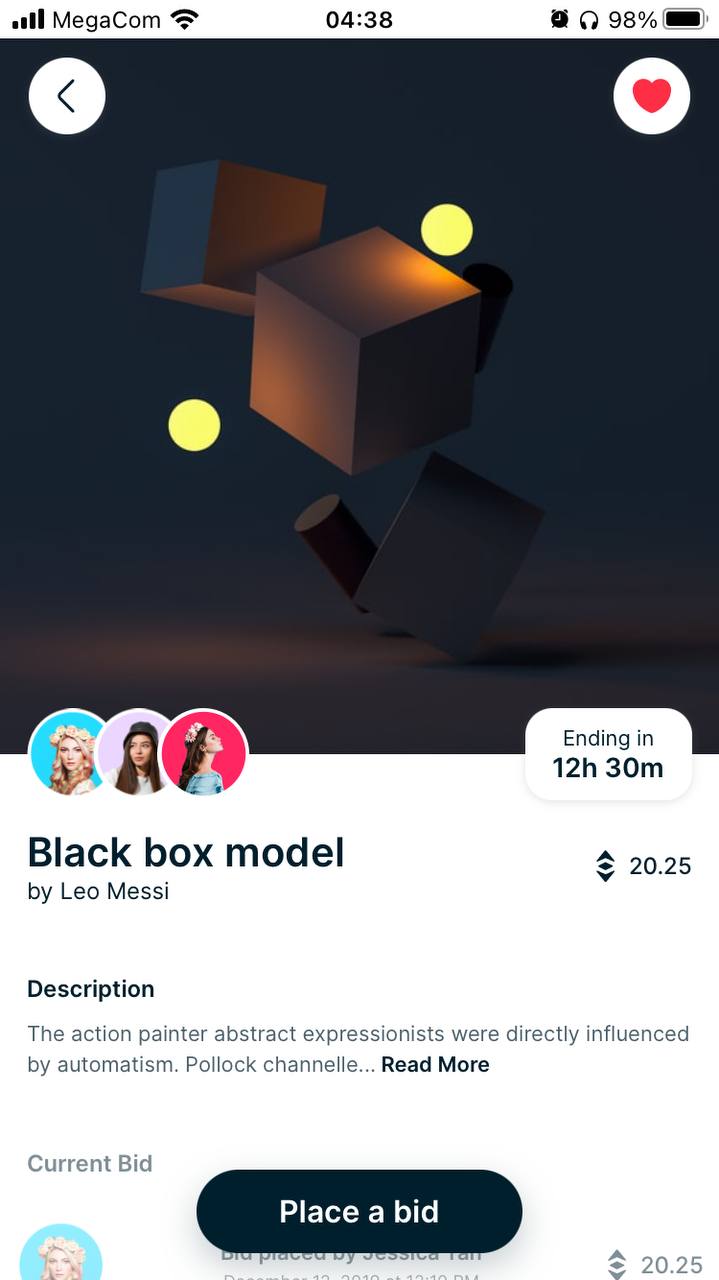 MegaCom 04:38 98%
Ending in
12h 30m
Black box model
by Leo Messi
20.25
Description
The action painter abstract expressionists were directly influenced
by automatism. Pollock channelle... Read More
Current Bid
Place a bid
Bid placed by Jessica Tan
20.25
December 12, 2019 at 12:10 PM